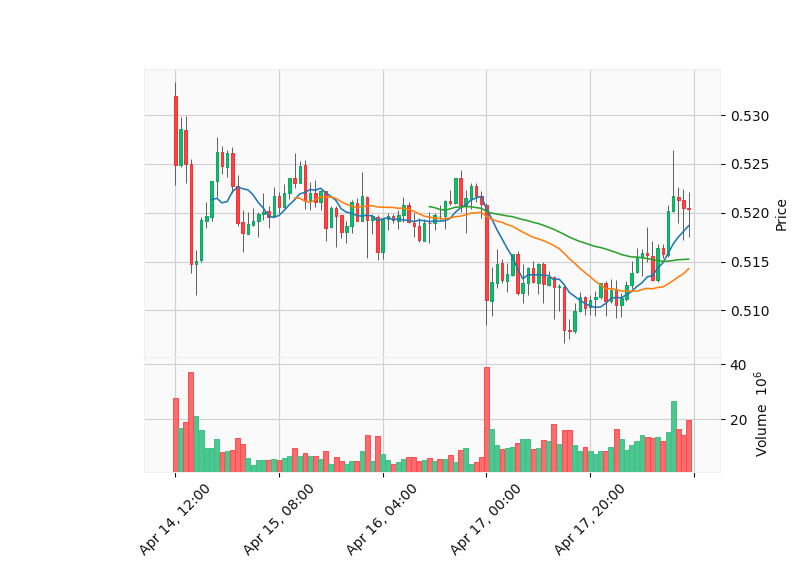 0.530
0.525
0.520
0.515
0.510
Price
40
20
Volume 10^6
Apr 14, 12:00
Apr 15, 08:00
Apr 16, 04:00
Apr 17, 00:00
Apr 17, 20:00